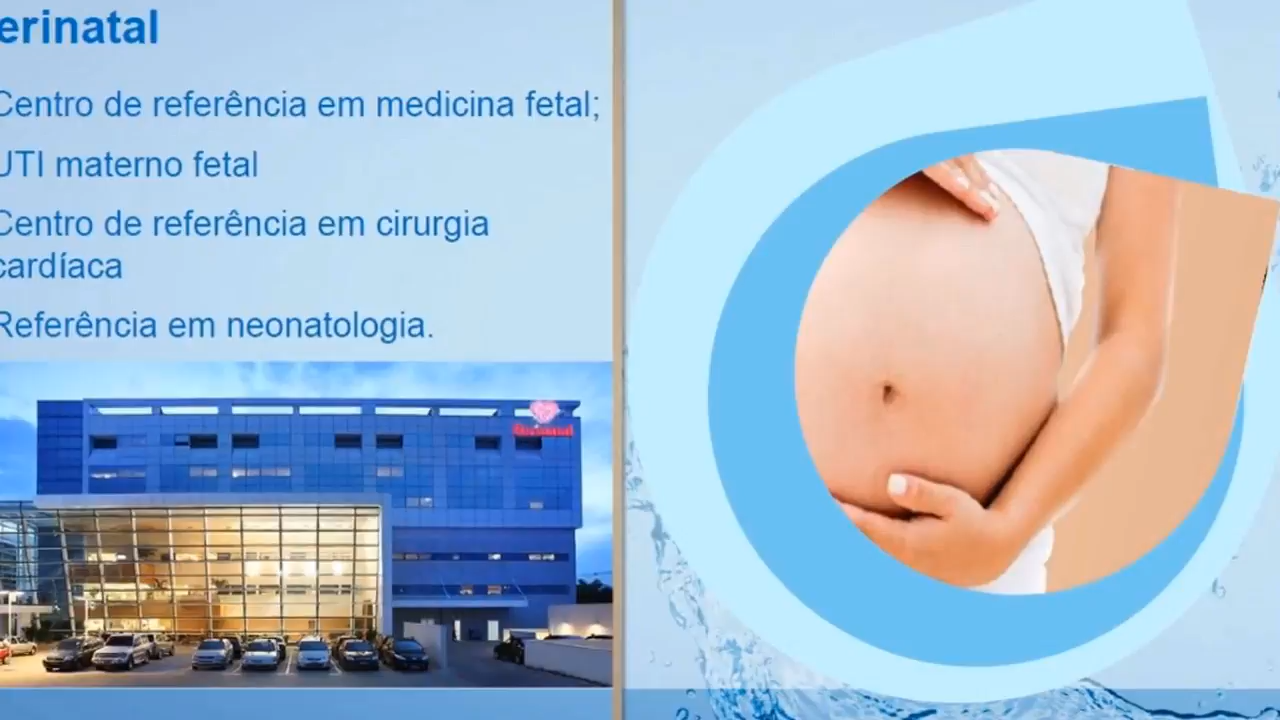 erinatal
Centro de referência em medicina fetal;
UTI materno fetal
Centro de referência em cirurgia
cardíaca
Referência em neonatologia.
Perinatal